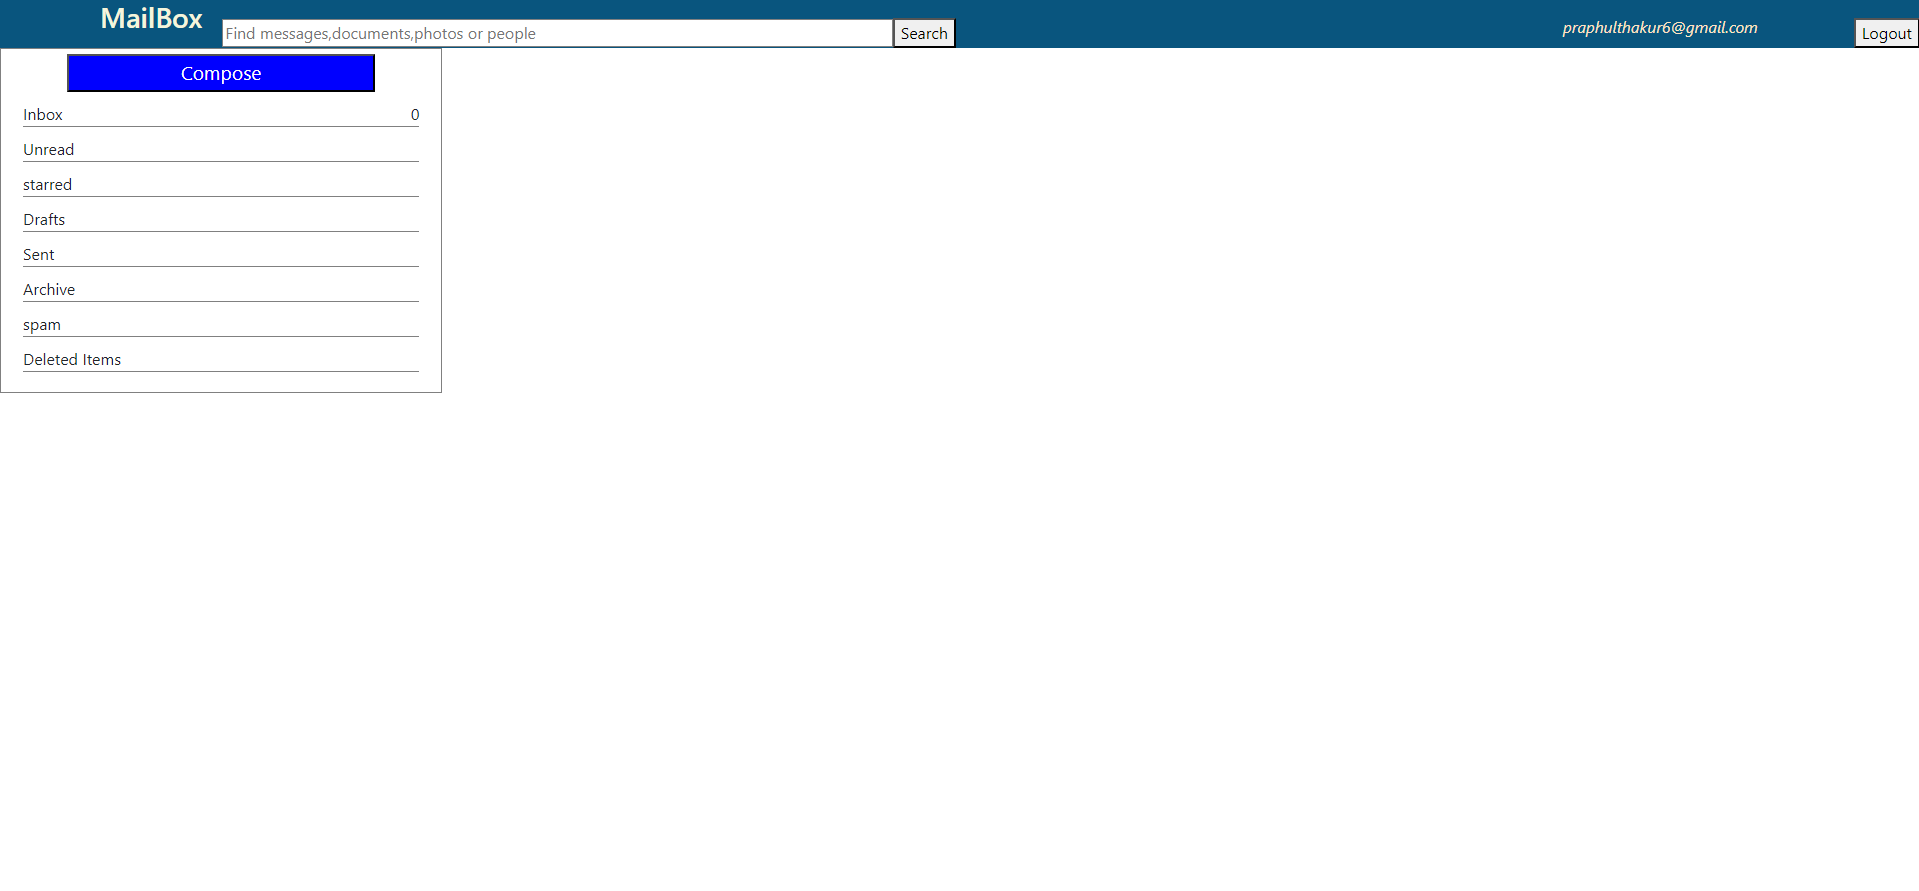 MailBox
Find messages,documents,photos or people
Search
praphulthakur6@gmail.com
Logout
Compose
Inbox 0
Unread
starred
Drafts
Sent
Archive
spam
Deleted Items